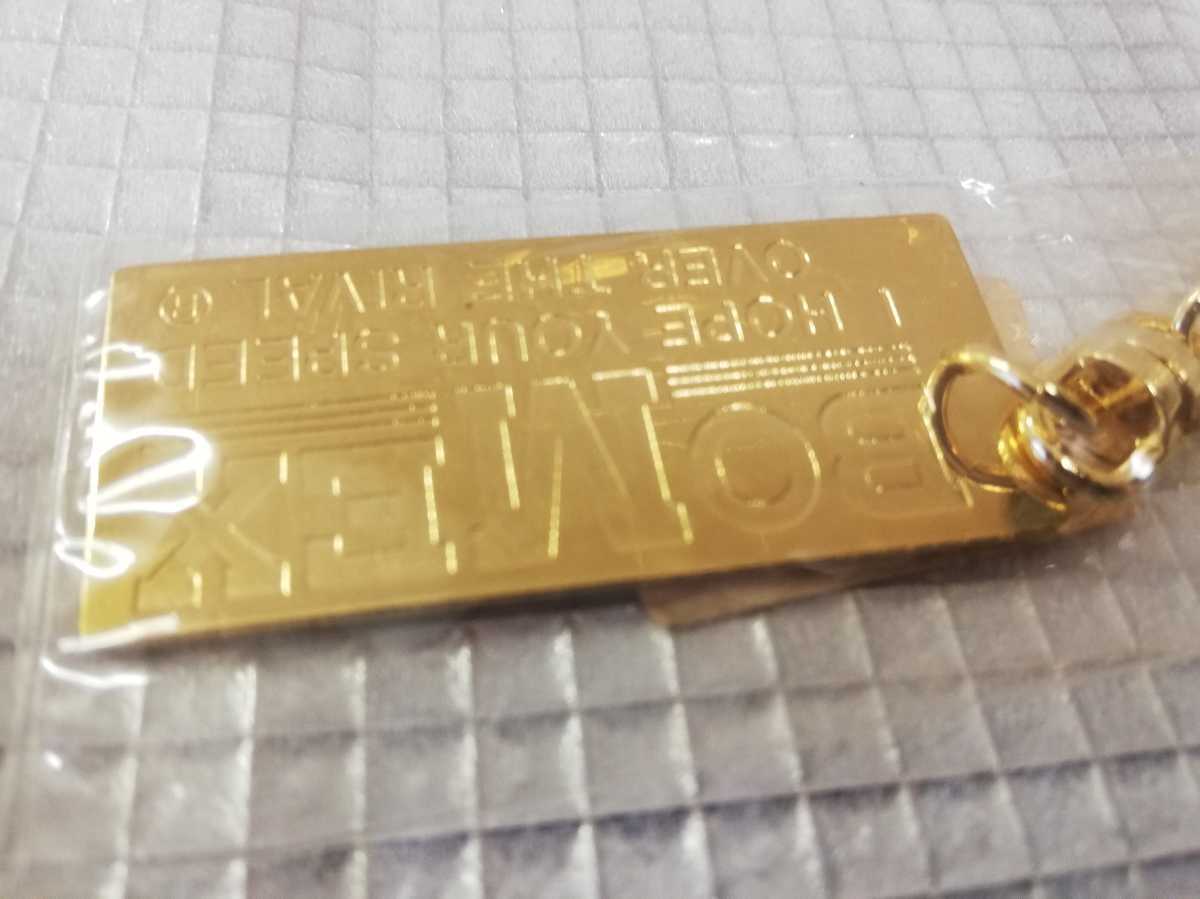 BOMEX
I HOPE YOUR SPEED
OVER THE RIVAL ®